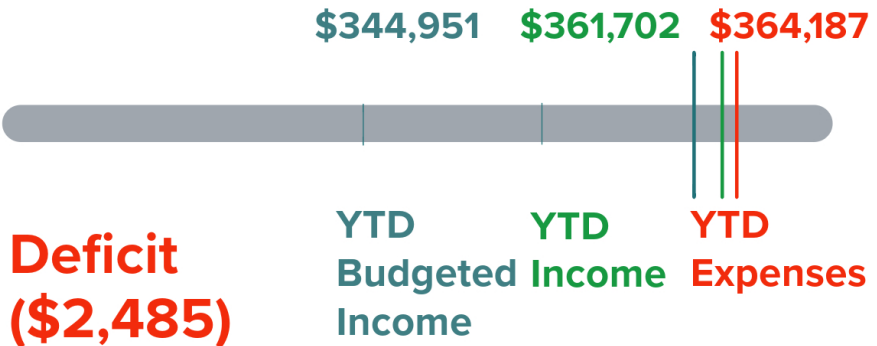 $344,951 $361,702 $364,187
Deficit
($2,485)
YTD
Budgeted
Income
YTD
Income
YTD
Expenses